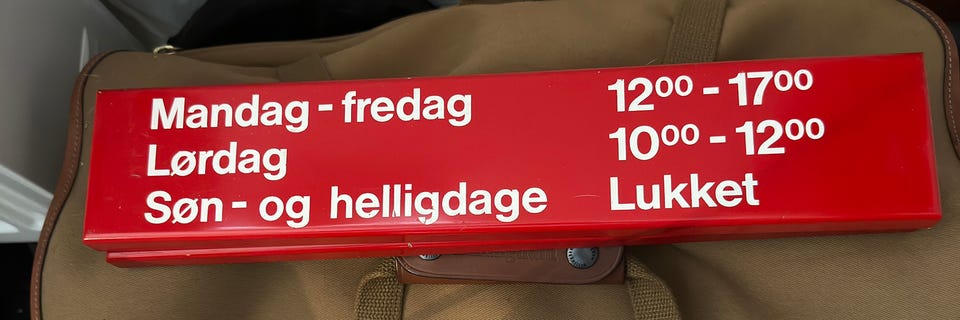 Mandag - fredag 12⁰⁰ - 17⁰⁰
Lørdag 10⁰⁰ - 12⁰⁰
Søn - og helligdage Lukket